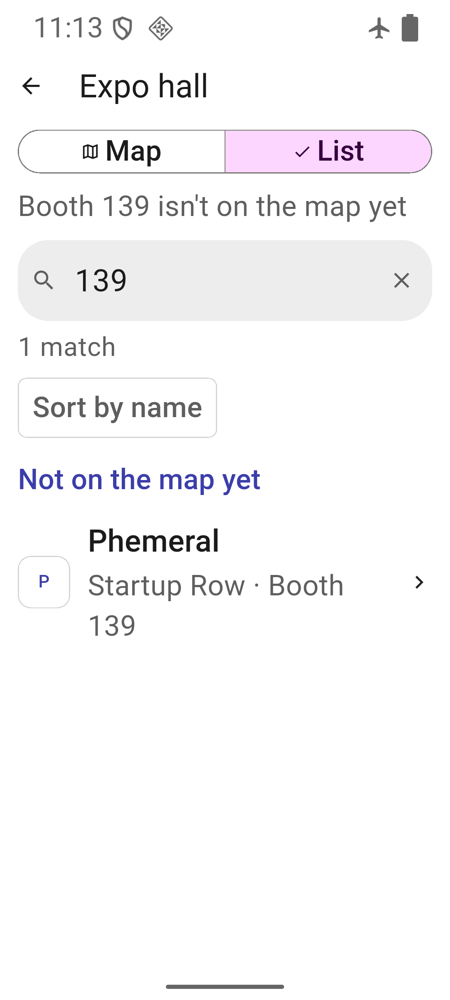 11:13
Expo hall
Map
List
Booth 139 isn't on the map yet
139
1 match
Sort by name
Not on the map yet
Phemeral
P
Startup Row · Booth
139